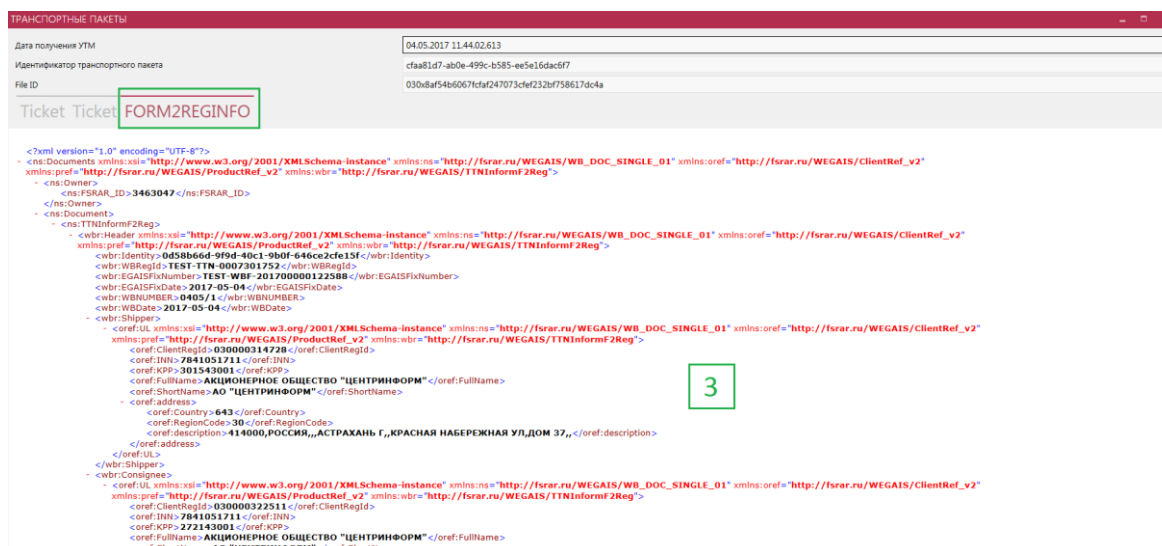 ТРАНСПОРТНЫЕ ПАКЕТЫ
Дата получения УТМ 04.05.2017 11.44.02.613
Идентификатор транспортного пакета cfaa81d7-ab0e-499c-b585-ee5e16dac6f7
File ID 030x8af54b6067fcfaf247073cfef232bf758617dc4a
Ticket Ticket FORM2REGINFO
<?xml version="1.0" encoding="UTF-8"?>
- <ns:Documents xmlns:xsi="http://www.w3.org/2001/XMLSchema-instance" xmlns:ns="http://fsrar.ru/WEGAIS/WB_DOC_SINGLE_01" xmlns:oref="http://fsrar.ru/WEGAIS/ClientRef_v2"
xmlns:pref="http://fsrar.ru/WEGAIS/ProductRef_v2" xmlns:wbr="http://fsrar.ru/WEGAIS/TTNInformF2Reg">
- <ns:Owner>
<ns:FSRAR_ID>3463047</ns:FSRAR_ID>
</ns:Owner>
- <ns:Document>
- <ns:TTNInformF2Reg>
- <wbr:Header xmlns:xsi="http://www.w3.org/2001/XMLSchema-instance" xmlns:ns="http://fsrar.ru/WEGAIS/WB_DOC_SINGLE_01" xmlns:oref="http://fsrar.ru/WEGAIS/ClientRef_v2"
xmlns:pref="http://fsrar.ru/WEGAIS/ProductRef_v2" xmlns:wbr="http://fsrar.ru/WEGAIS/TTNInformF2Reg">
<wbr:Identity>0d58b66d-9f9d-40c1-9b0f-646ce2cfe15f</wbr:Identity>
<wbr:WBRegId>TEST-TTN-0007301752</wbr:WBRegId>
<wbr:EGAISFixNumber>TEST-WBF-201700000122588</wbr:EGAISFixNumber>
<wbr:EGAISFixDate>2017-05-04</wbr:EGAISFixDate>
<wbr:WBNUMBER>0405/1</wbr:WBNUMBER>
<wbr:WBDate>2017-05-04</wbr:WBDate>
- <wbr:Shipper>
- <oref:UL xmlns:xsi="http://www.w3.org/2001/XMLSchema-instance" xmlns:ns="http://fsrar.ru/WEGAIS/WB_DOC_SINGLE_01" xmlns:oref="http://fsrar.ru/WEGAIS/ClientRef_v2"
xmlns:pref="http://fsrar.ru/WEGAIS/ProductRef_v2" xmlns:wbr="http://fsrar.ru/WEGAIS/TTNInformF2Reg">
<oref:ClientRegId>030000314728</oref:ClientRegId>
<oref:INN>7841051711</oref:INN>
<oref:KPP>301543001</oref:KPP>
<oref:FullName>АКЦИОНЕРНОЕ ОБЩЕСТВО "ЦЕНТРИНФОРМ"</oref:FullName>
<oref:ShortName>АО "ЦЕНТРИНФОРМ"</oref:ShortName>
- <oref:address>
<oref:Country>643</oref:Country>
<oref:RegionCode>30</oref:RegionCode>
<oref:description>414000,РОССИЯ,,,АСТРАХАНЬ Г,,КРАСНАЯ НАБЕРЕЖНАЯ УЛ,ДОМ 37,,</oref:description>
</oref:address>
</oref:UL>
</wbr:Shipper>
- <wbr:Consignee>
- <oref:UL xmlns:xsi="http://www.w3.org/2001/XMLSchema-instance" xmlns:ns="http://fsrar.ru/WEGAIS/WB_DOC_SINGLE_01" xmlns:oref="http://fsrar.ru/WEGAIS/ClientRef_v2"
xmlns:pref="http://fsrar.ru/WEGAIS/ProductRef_v2" xmlns:wbr="http://fsrar.ru/WEGAIS/TTNInformF2Reg">
<oref:ClientRegId>030000322511</oref:ClientRegId>
<oref:INN>7841051711</oref:INN>
<oref:KPP>272143001</oref:KPP>
<oref:FullName>АКЦИОНЕРНОЕ ОБЩЕСТВО "ЦЕНТРИНФОРМ"</oref:FullName>
3